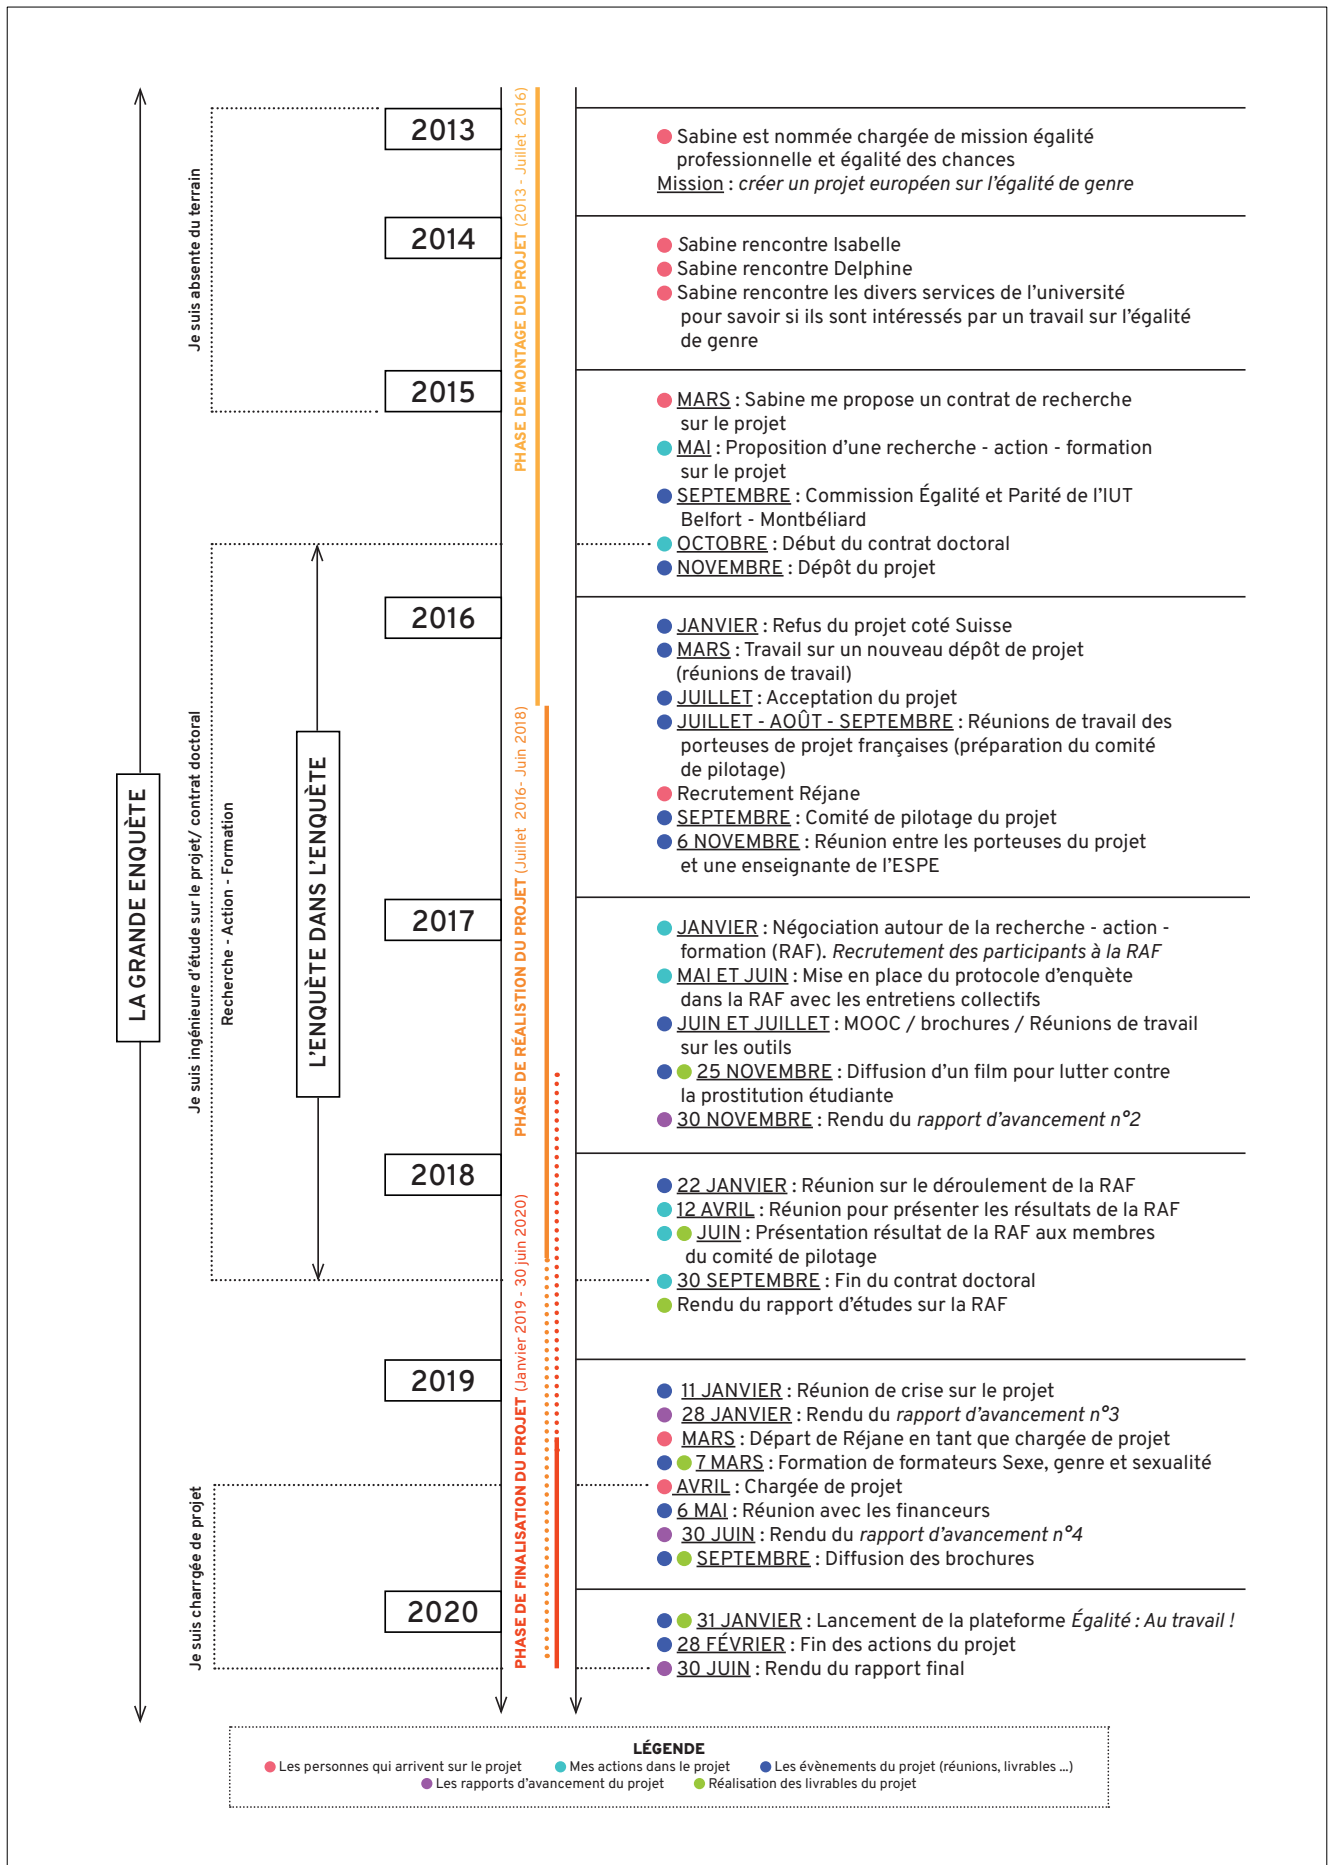 LA GRANDE ENQUÈTE
Je suis absente du terrain
Je suis ingénieure d'étude sur le projet/ contrat doctoral
Recherche - Action - Formation
L'ENQUÈTE DANS L'ENQUÈTE
Je suis charrgée de projet
PHASE DE MONTAGE DU PROJET (2013 - Juillet 2016)
PHASE DE RÉALISTION DU PROJET (Juillet 2016- Juin 2018)
PHASE DE FINALISATION DU PROJET (Janvier 2019 - 30 juin 2020)
2013
Sabine est nommée chargée de mission égalité
professionnelle et égalité des chances
Mission : créer un projet européen sur l'égalité de genre
2014
Sabine rencontre Isabelle
Sabine rencontre Delphine
Sabine rencontre les divers services de l'université
pour savoir si ils sont intéressés par un travail sur l'égalité
de genre
2015
MARS : Sabine me propose un contrat de recherche
sur le projet
MAI : Proposition d'une recherche - action - formation
sur le projet
SEPTEMBRE : Commission Égalité et Parité de l'IUT
Belfort - Montbéliard
OCTOBRE : Début du contrat doctoral
NOVEMBRE : Dépôt du projet
2016
JANVIER : Refus du projet coté Suisse
MARS : Travail sur un nouveau dépôt de projet
(réunions de travail)
JUILLET : Acceptation du projet
JUILLET - AOÛT - SEPTEMBRE : Réunions de travail des
porteuses de projet françaises (préparation du comité
de pilotage)
Recrutement Réjane
SEPTEMBRE : Comité de pilotage du projet
6 NOVEMBRE : Réunion entre les porteuses du projet
et une enseignante de l'ESPE
2017
JANVIER : Négociation autour de la recherche - action -
formation (RAF). Recrutement des participants à la RAF
MAI ET JUIN : Mise en place du protocole d'enquète
dans la RAF avec les entretiens collectifs
JUIN ET JUILLET : MOOC / brochures / Réunions de travail
sur les outils
25 NOVEMBRE : Diffusion d'un film pour lutter contre
la prostitution étudiante
30 NOVEMBRE : Rendu du rapport d'avancement n°2
2018
22 JANVIER : Réunion sur le déroulement de la RAF
12 AVRIL : Réunion pour présenter les résultats de la RAF
JUIN : Présentation résultat de la RAF aux membres
du comité de pilotage
30 SEPTEMBRE : Fin du contrat doctoral
Rendu du rapport d'études sur la RAF
2019
11 JANVIER : Réunion de crise sur le projet
28 JANVIER : Rendu du rapport d'avancement n°3
MARS : Départ de Réjane en tant que chargée de projet
7 MARS : Formation de formateurs Sexe, genre et sexualité
AVRIL : Chargée de projet
6 MAI : Réunion avec les financeurs
30 JUIN : Rendu du rapport d'avancement n°4
SEPTEMBRE : Diffusion des brochures
2020
31 JANVIER : Lancement de la plateforme Égalité : Au travail !
28 FÉVRIER : Fin des actions du projet
30 JUIN : Rendu du rapport final
LÉGENDE
Les personnes qui arrivent sur le projet
Mes actions dans le projet
Les évènements du projet (réunions, livrables ...)
Les rapports d'avancement du projet
Réalisation des livrables du projet